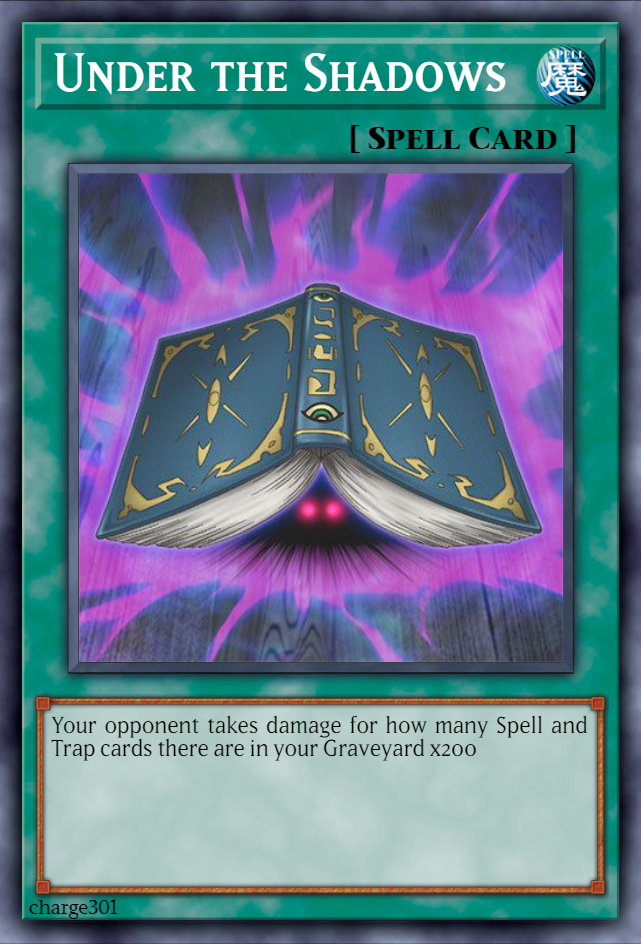 Under the Shadows
SPELL
魔
[ Spell Card ]
Your opponent takes damage for how many Spell and
Trap cards there are in your Graveyard x200
charge301